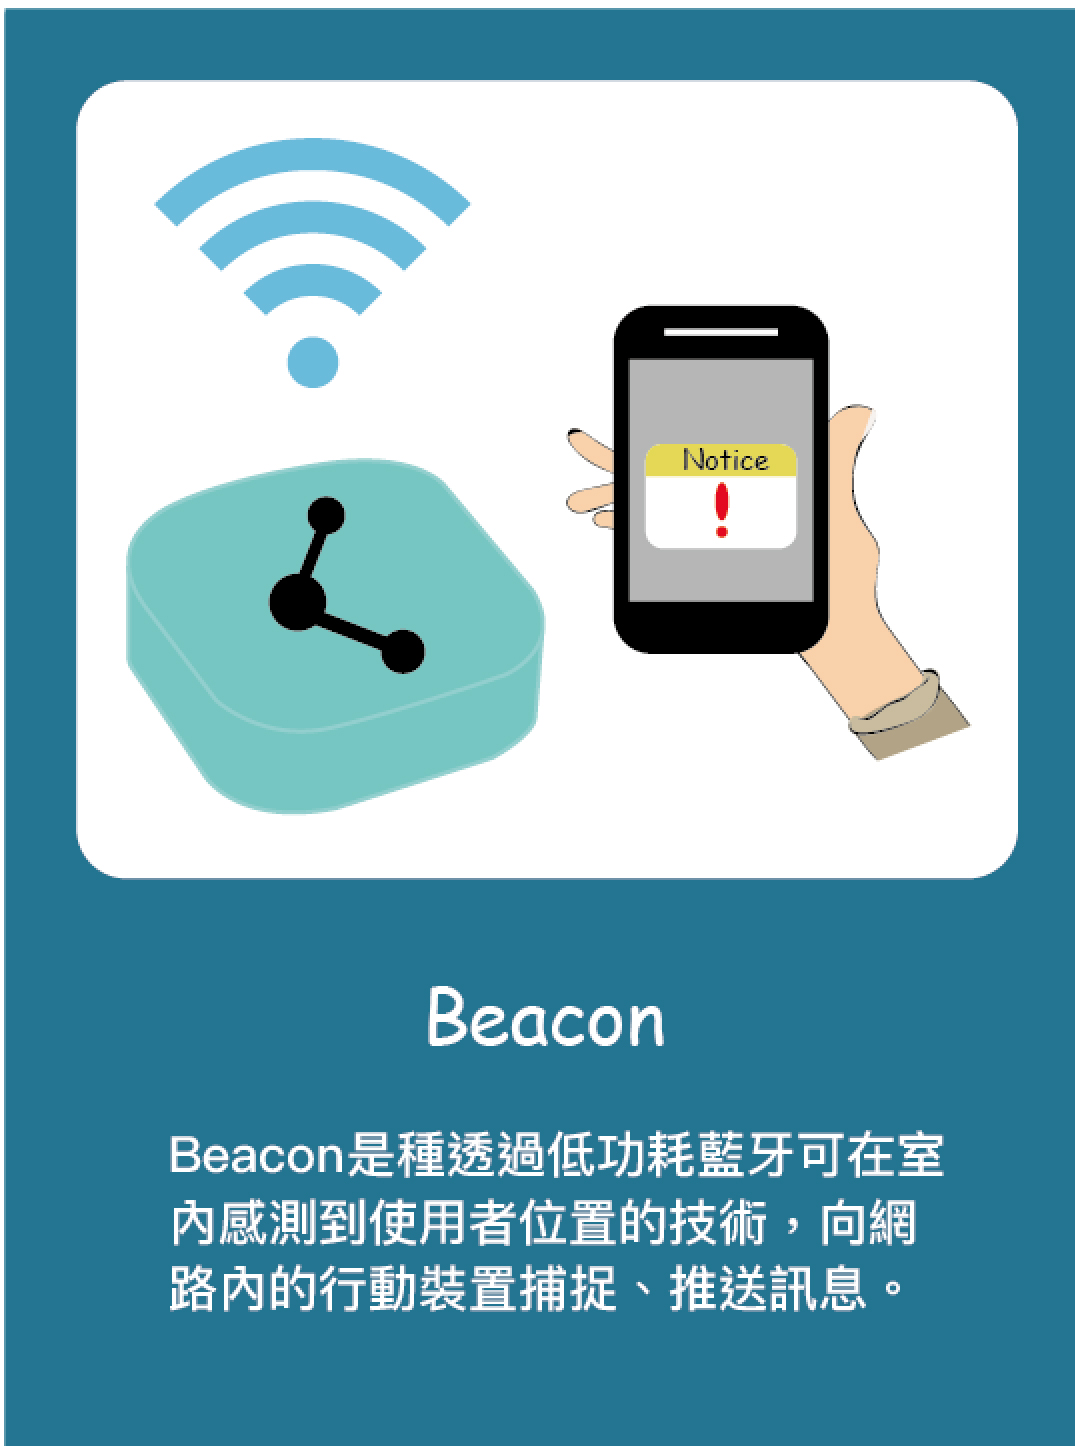 Notice
!
Beacon
Beacon是種透過低功耗藍牙可在室
內感測到使用者位置的技術，向網
路內的行動裝置捕捉、推送訊息。